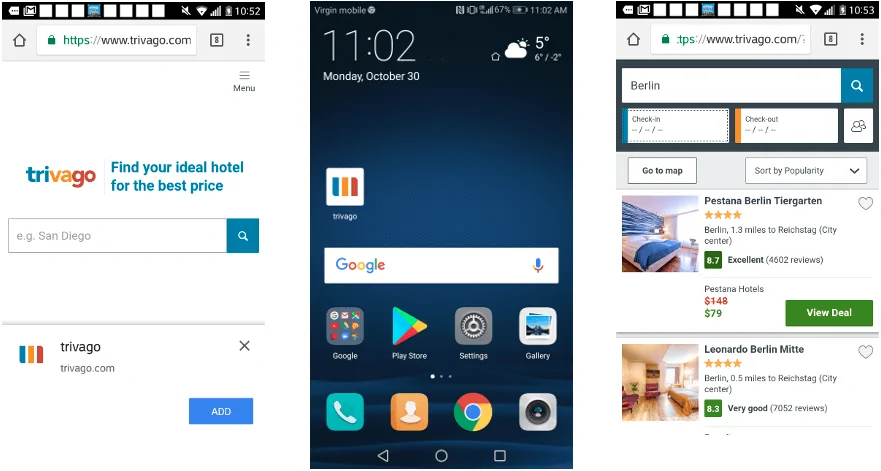 10:52
https://www.trivago.com
8
Menu
trivago
Find your ideal hotel
for the best price
e.g. San Diego
trivago
trivago.com
ADD
Virgin mobile
67% 11:02 AM
11:02
Monday, October 30
5°
6° / -2°
trivago
Google
Google
Play Store
Settings
Gallery
10:53
tps://www.trivago.com/
8
Berlin
Check-in
-- / -- / --
Check-out
-- / -- / --
Go to map
Sort by Popularity
Pestana Berlin Tiergarten
Berlin, 1.3 miles to Reichstag (City
center)
8.7 Excellent (4602 reviews)
Pestana Hotels
$148
$79
View Deal
Leonardo Berlin Mitte
Berlin, 0.5 miles to Reichstag (City
center)
8.3 Very good (7052 reviews)